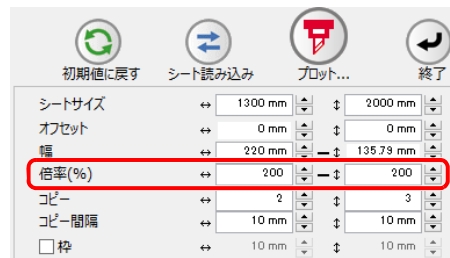 初期値に戻す シート読み込み プロット... 終了
シートサイズ ↔ 1300 mm ↕ 2000 mm
オフセット ↔ 0 mm ↕ 0 mm
幅 ↔ 220 mm ↕ 135.79 mm
倍率(%) ↔ 200 ↕ 200
コピー ↔ 2 ↕ 3
コピー間隔 ↔ 10 mm ↕ 10 mm
枠 ↔ 10 mm ↕ 10 mm